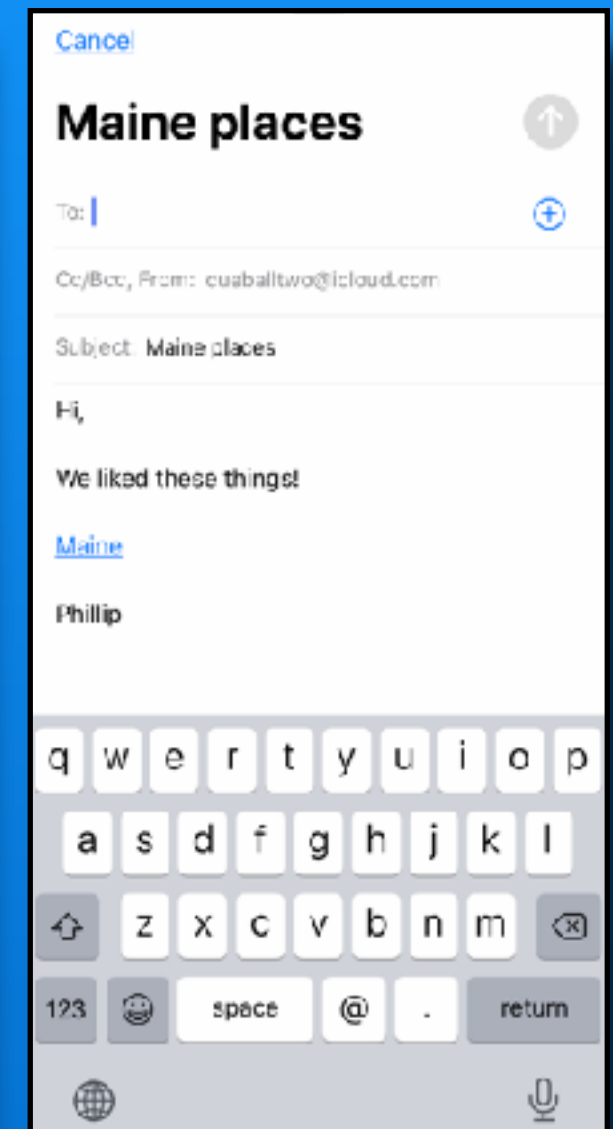 Cancel
Maine places
To:
Cc/Bcc, From: cuaballtwo@icloud.com
Subject: Maine places
Hi,
We liked these things!
Maine
Phillip
q w e r t y u i o p
a s d f g h j k l
z x c v b n m
123 space @ . return